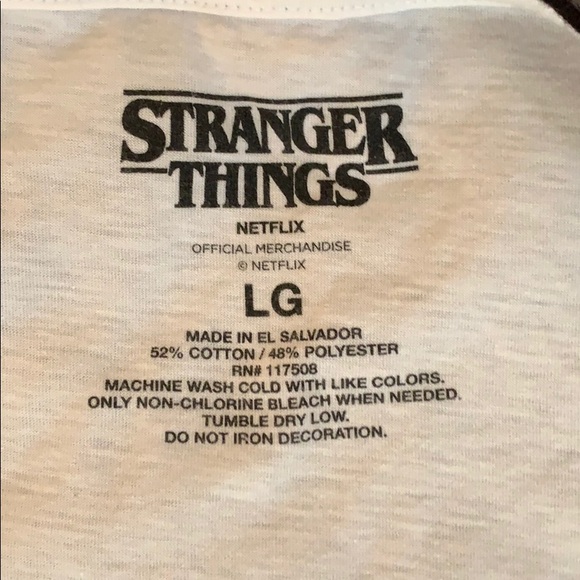 STRANGER
THINGS
NETFLIX
OFFICIAL MERCHANDISE
© NETFLIX
LG
MADE IN EL SALVADOR
52% COTTON / 48% POLYESTER
RN# 117508
MACHINE WASH COLD WITH LIKE COLORS.
ONLY NON-CHLORINE BLEACH WHEN NEEDED.
TUMBLE DRY LOW.
DO NOT IRON DECORATION.